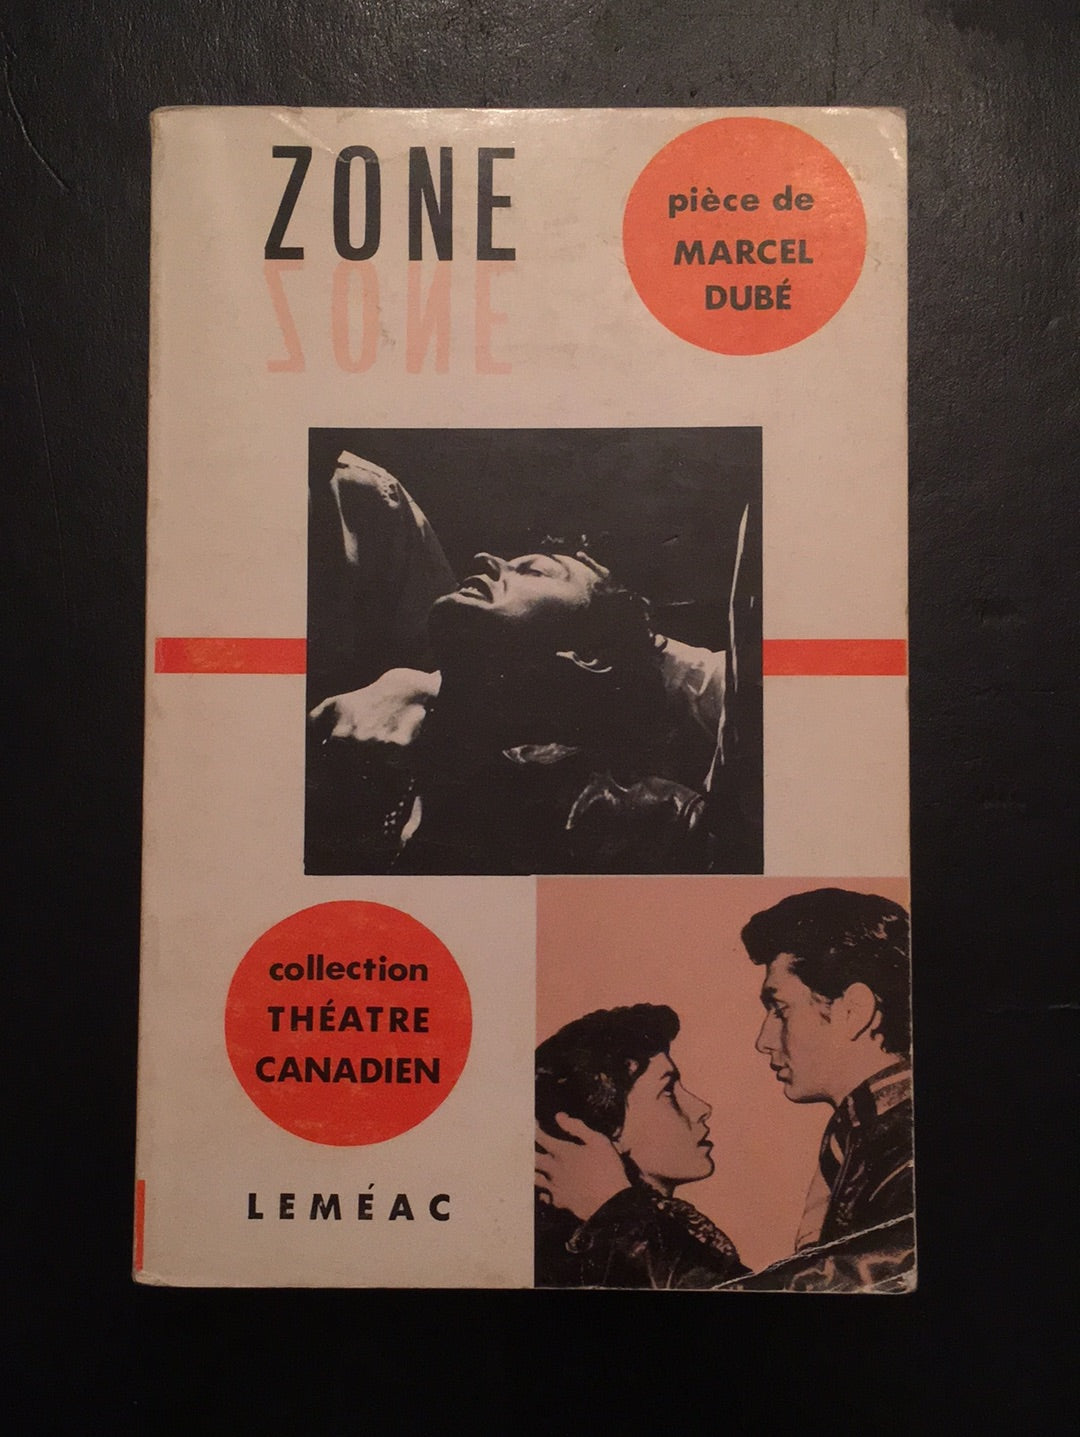 ZONE
ZONE
pièce de
MARCEL
DUBÉ
collection
THÉATRE
CANADIEN
LEMÉAC